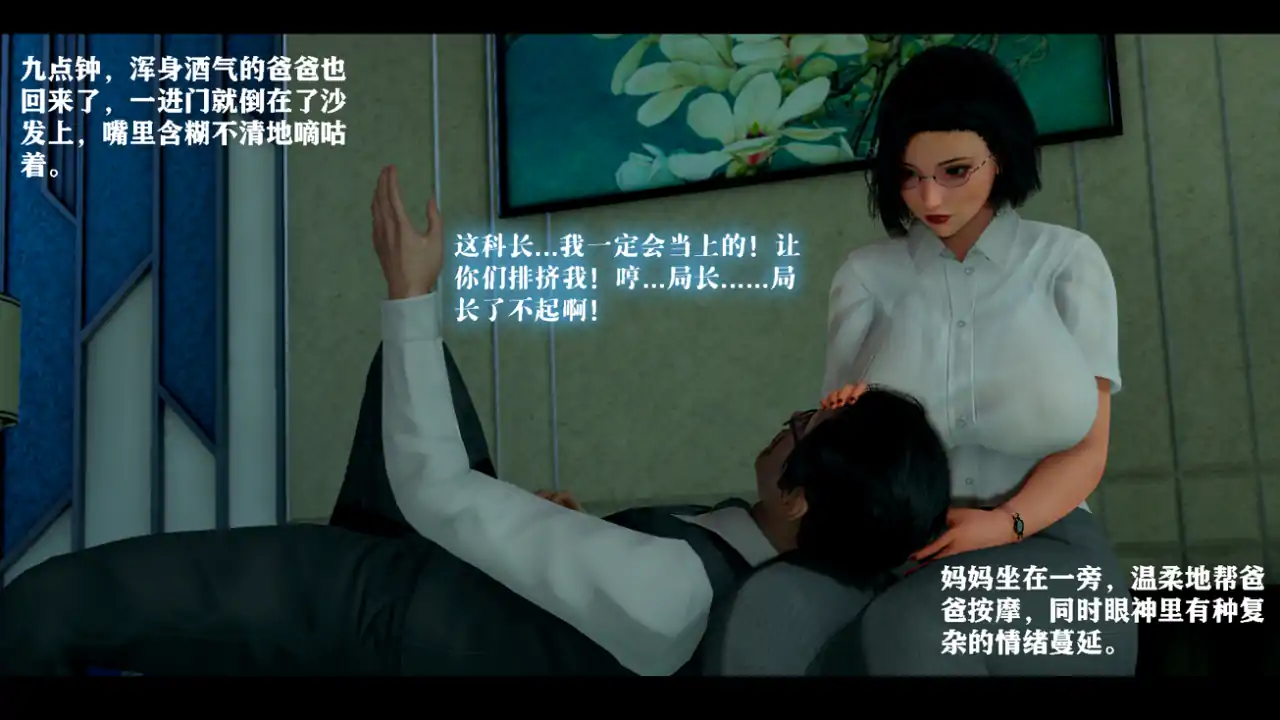 九点钟，浑身酒气的爸爸也
回来了，一进门就倒在了沙
发上，嘴里含糊不清地嘀咕
着。
这科长...我一定会当上的！让
你们排挤我！哼...局长......局
长了不起啊！
妈妈坐在一旁，温柔地帮爸
爸按摩，同时眼神里有种复
杂的情绪蔓延。